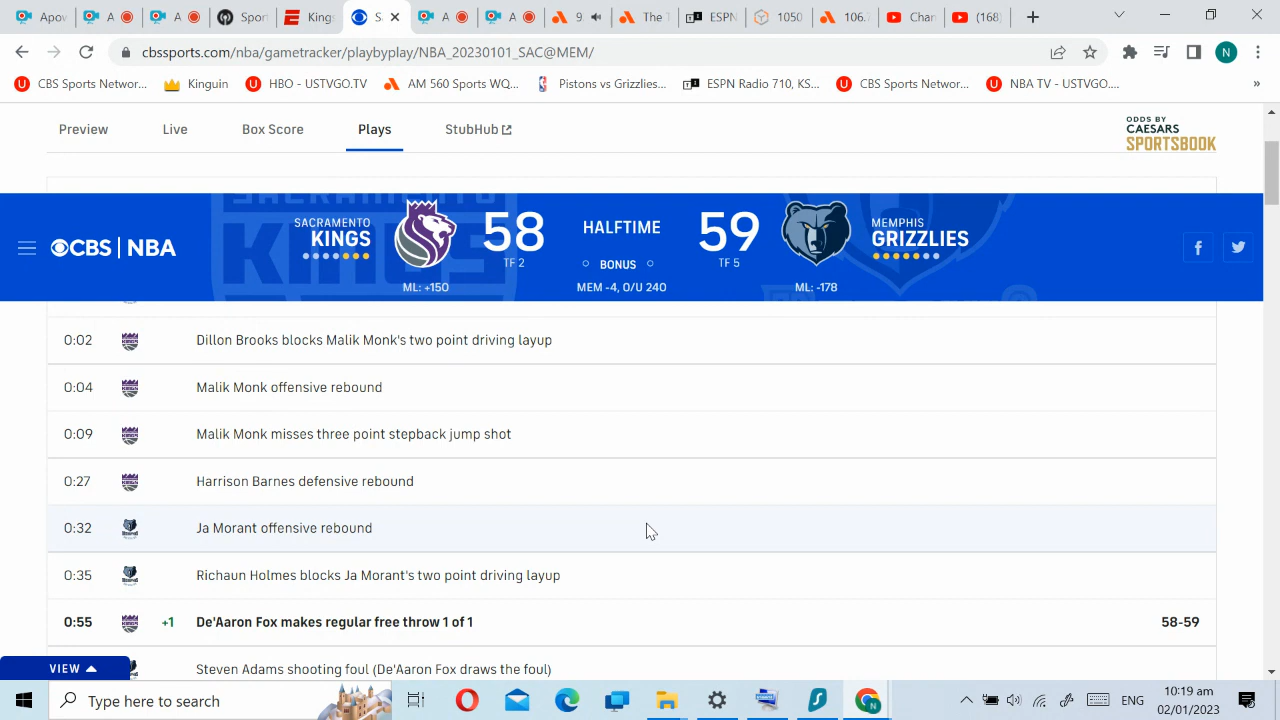 Apov
A
A
Spor
King
S
A
A
9
The 1
ESPN
1050
106.7
Char
(168)
cbssports.com/nba/gametracker/playbyplay/NBA_20230101_SAC@MEM/
N
CBS Sports Networ...
Kinguin
HBO - USTVGO.TV
AM 560 Sports WQ...
Pistons vs Grizzlies...
ESPN Radio 710, KS...
CBS Sports Networ...
NBA TV - USTVGO....
»
Preview
Live
Box Score
Plays
StubHub
ODDS BY
CAESARS
SPORTSBOOK
CBS | NBA
SACRAMENTO
KINGS
58
TF 2
ML: +150
HALFTIME
BONUS
MEM -4, O/U 240
59
TF 5
ML: -178
MEMPHIS
GRIZZLIES
0:02 Dillon Brooks blocks Malik Monk's two point driving layup
0:04 Malik Monk offensive rebound
0:09 Malik Monk misses three point stepback jump shot
0:27 Harrison Barnes defensive rebound
0:32 Ja Morant offensive rebound
0:35 Richaun Holmes blocks Ja Morant's two point driving layup
0:55 +1 De'Aaron Fox makes regular free throw 1 of 1 58-59
Steven Adams shooting foul (De'Aaron Fox draws the foul)
VIEW
Type here to search
ENG
10:19 am
02/01/2023